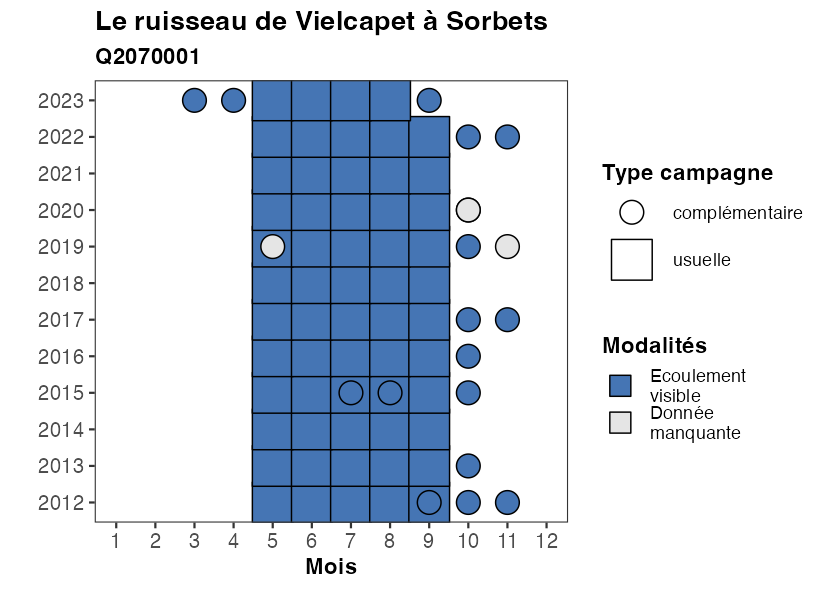 Le ruisseau de Vielcapet à Sorbets
Q2070001
2023
2022
2021
2020
2019
2018
2017
2016
2015
2014
2013
2012
1 2 3 4 5 6 7 8 9 10 11 12
Mois
Type campagne
complémentaire
usuelle
Modalités
Ecoulement
visible
Donnée
manquante